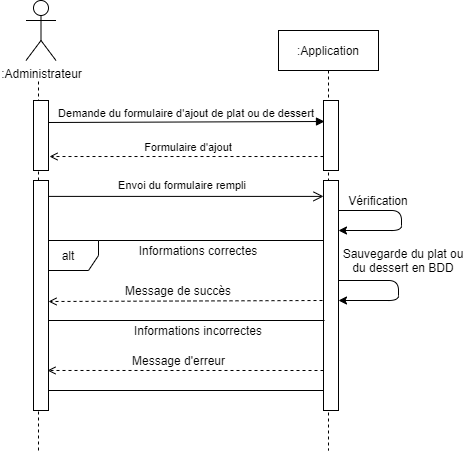 :Administrateur
:Application
Demande du formulaire d'ajout de plat ou de dessert
Formulaire d'ajout
Envoi du formulaire rempli
Vérification
alt
Informations correctes
Sauvegarde du plat ou
du dessert en BDD
Message de succès
Informations incorrectes
Message d'erreur